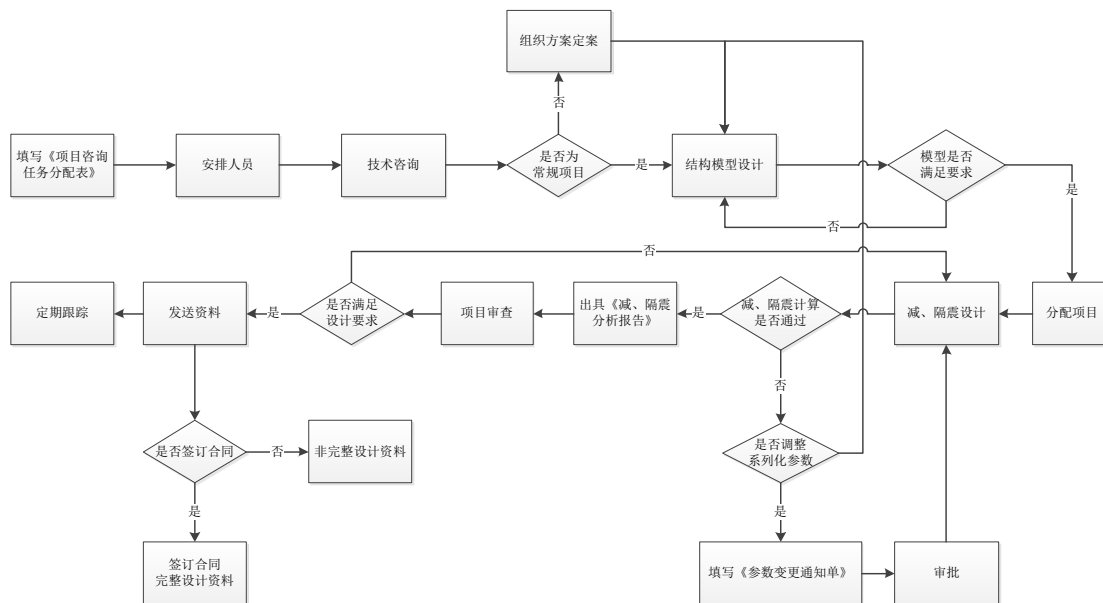 组织方案定案
否
填写《项目咨询
任务分配表》
安排人员
技术咨询
是否为
常规项目
是
结构模型设计
模型是否
满足要求
是
否
否
定期跟踪
发送资料
是
是否满足
设计要求
项目审查
出具《减、隔震
分析报告》
是
减、隔震计算
是否通过
减、隔震设计
分配项目
否
是否签订合同
否
非完整设计资料
是否调整
系列化参数
是
是
签订合同
完整设计资料
填写《参数变更通知单》
审批